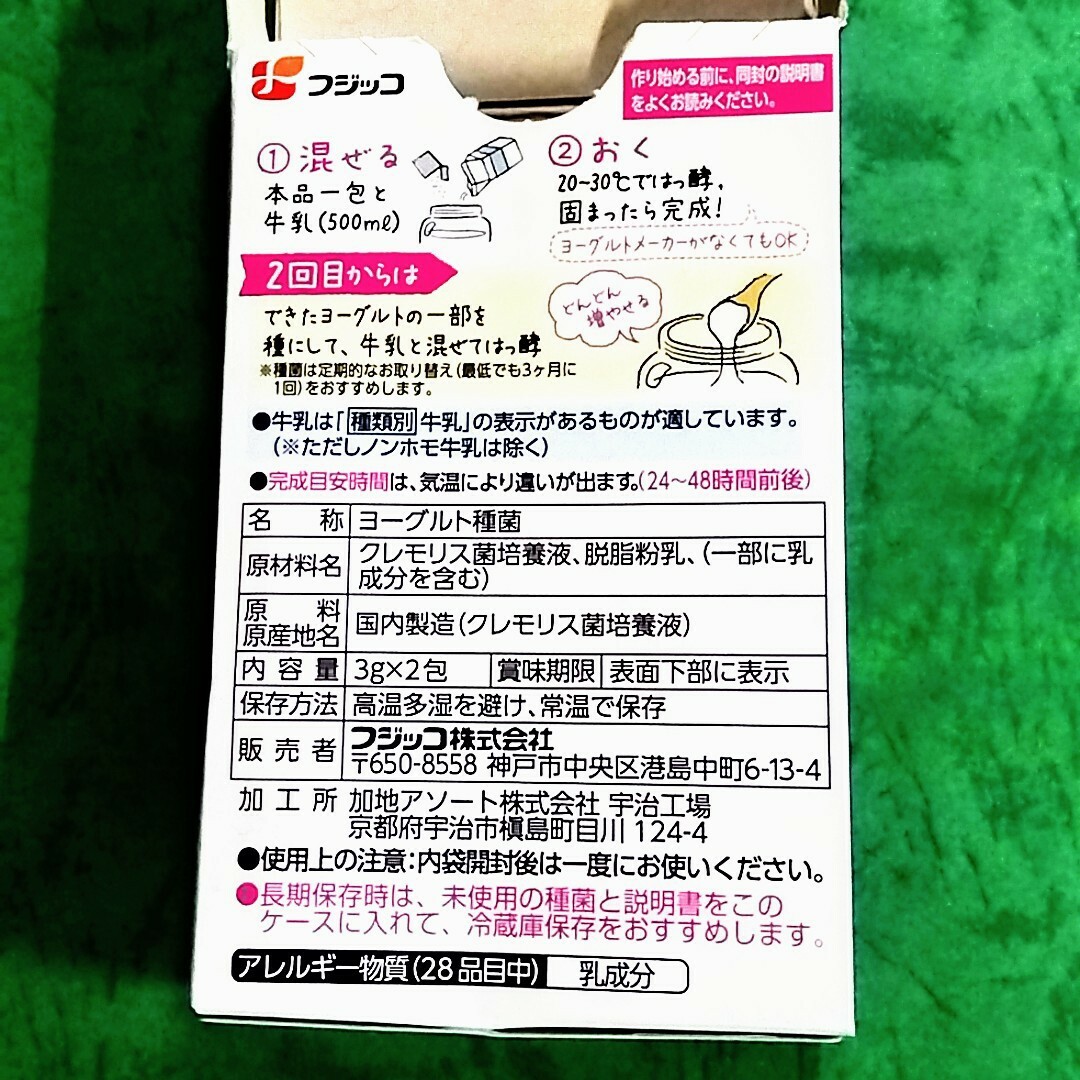 フジッコ
作り始める前に、同封の説明書
をよくお読みください。
①混ぜる
本品一包と
牛乳(500ml)
②おく
20~30℃ではっ酵,
固まったら完成!
ヨーグルトメーカーがなくてもOK
2回目からは
できたヨーグルトの一部を
種にして、牛乳と混ぜてはっ酵
※種菌は定期的なお取り替え(最低でも3ヶ月に
1回)をおすすめします。
どんどん
増やせる
●牛乳は「種類別牛乳」の表示があるものが適しています。
(※ただしノンホモ牛乳は除く)
●完成目安時間は、気温により違いが出ます。(24~48時間前後)
名称 ヨーグルト種菌
原材料名 クレモリス菌培養液、脱脂粉乳、(一部に乳
成分を含む)
原料
原産地名 国内製造(クレモリス菌培養液)
内容量 3g×2包 賞味期限 表面下部に表示
保存方法 高温多湿を避け、常温で保存
販売者 フジッコ株式会社
〒650-8558 神戸市中央区港島中町6-13-4
加工所 加地アソート株式会社 宇治工場
京都府宇治市槇島町目川124-4
●使用上の注意:内袋開封後は一度にお使いください。
●長期保存時は、未使用の種菌と説明書をこの
ケースに入れて、冷蔵庫保存をおすすめします。
アレルギー物質(28品目中) 乳成分